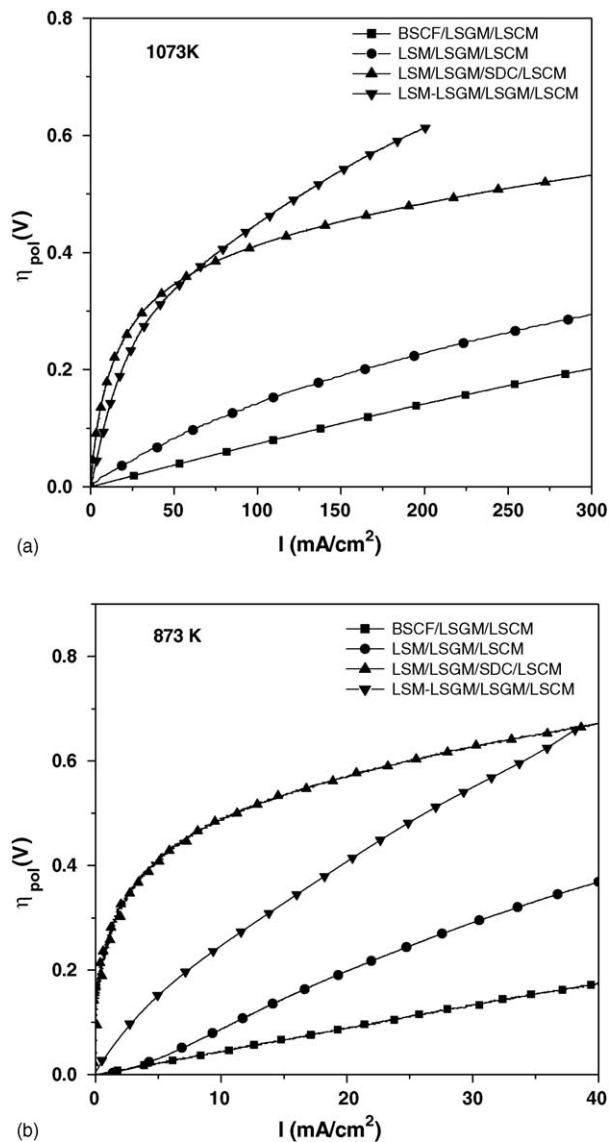 0.8
1073K
BSCF/LSGM/LSCM
LSM/LSGM/LSCM
LSM/LSGM/SDC/LSCM
LSM-LSGM/LSGM/LSCM
0.6
0.4
0.2
0.0
η pol(V)
0 50 100 150 200 250 300
(a)
I (mA/cm²)
0.8
873 K
BSCF/LSGM/LSCM
LSM/LSGM/LSCM
LSM/LSGM/SDC/LSCM
LSM-LSGM/LSGM/LSCM
0.6
0.4
0.2
0.0
η pol(V)
0 10 20 30 40
(b)
I (mA/cm²)